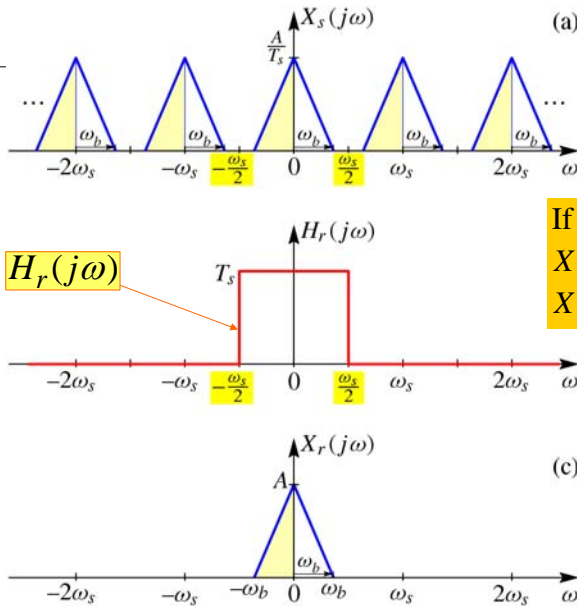 X_s(jω) (a)
A/T_s
... ...
ω_b ω_b ω_b ω_b ω_b
−2ω_s −ω_s −ω_s/2 0 ω_s/2 ω_s 2ω_s ω
H_r(jω)
If
H_r(jω) T_s X
X
−2ω_s −ω_s −ω_s/2 0 ω_s/2 ω_s 2ω_s ω
X_r(jω) (c)
A
ω_b
−2ω_s −ω_s −ω_b 0 ω_b ω_s 2ω_s ω